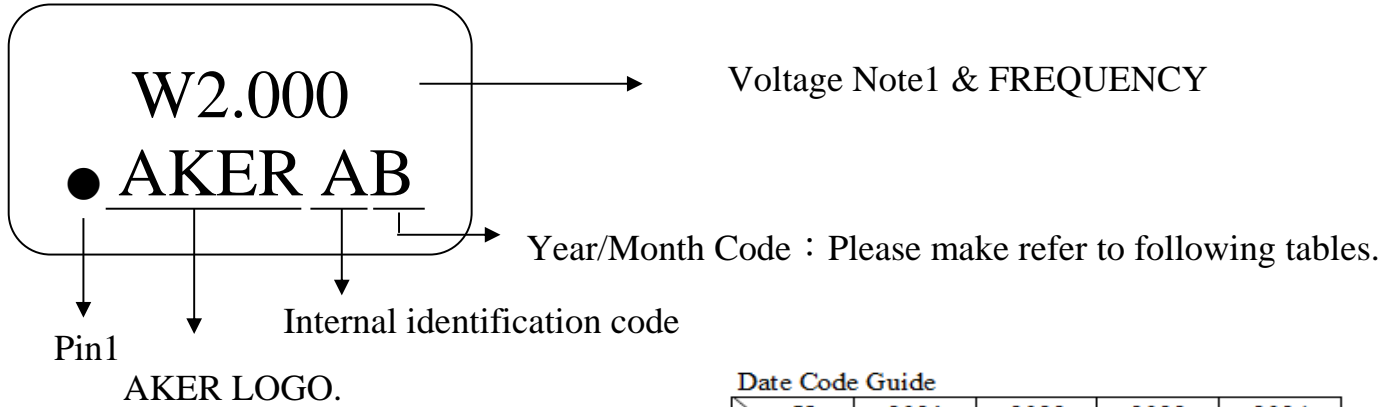 W2.000
Voltage Note1 & FREQUENCY
● AKER AB
Year/Month Code：Please make refer to following tables.
Internal identification code
Pin1
AKER LOGO.
Date Code Guide